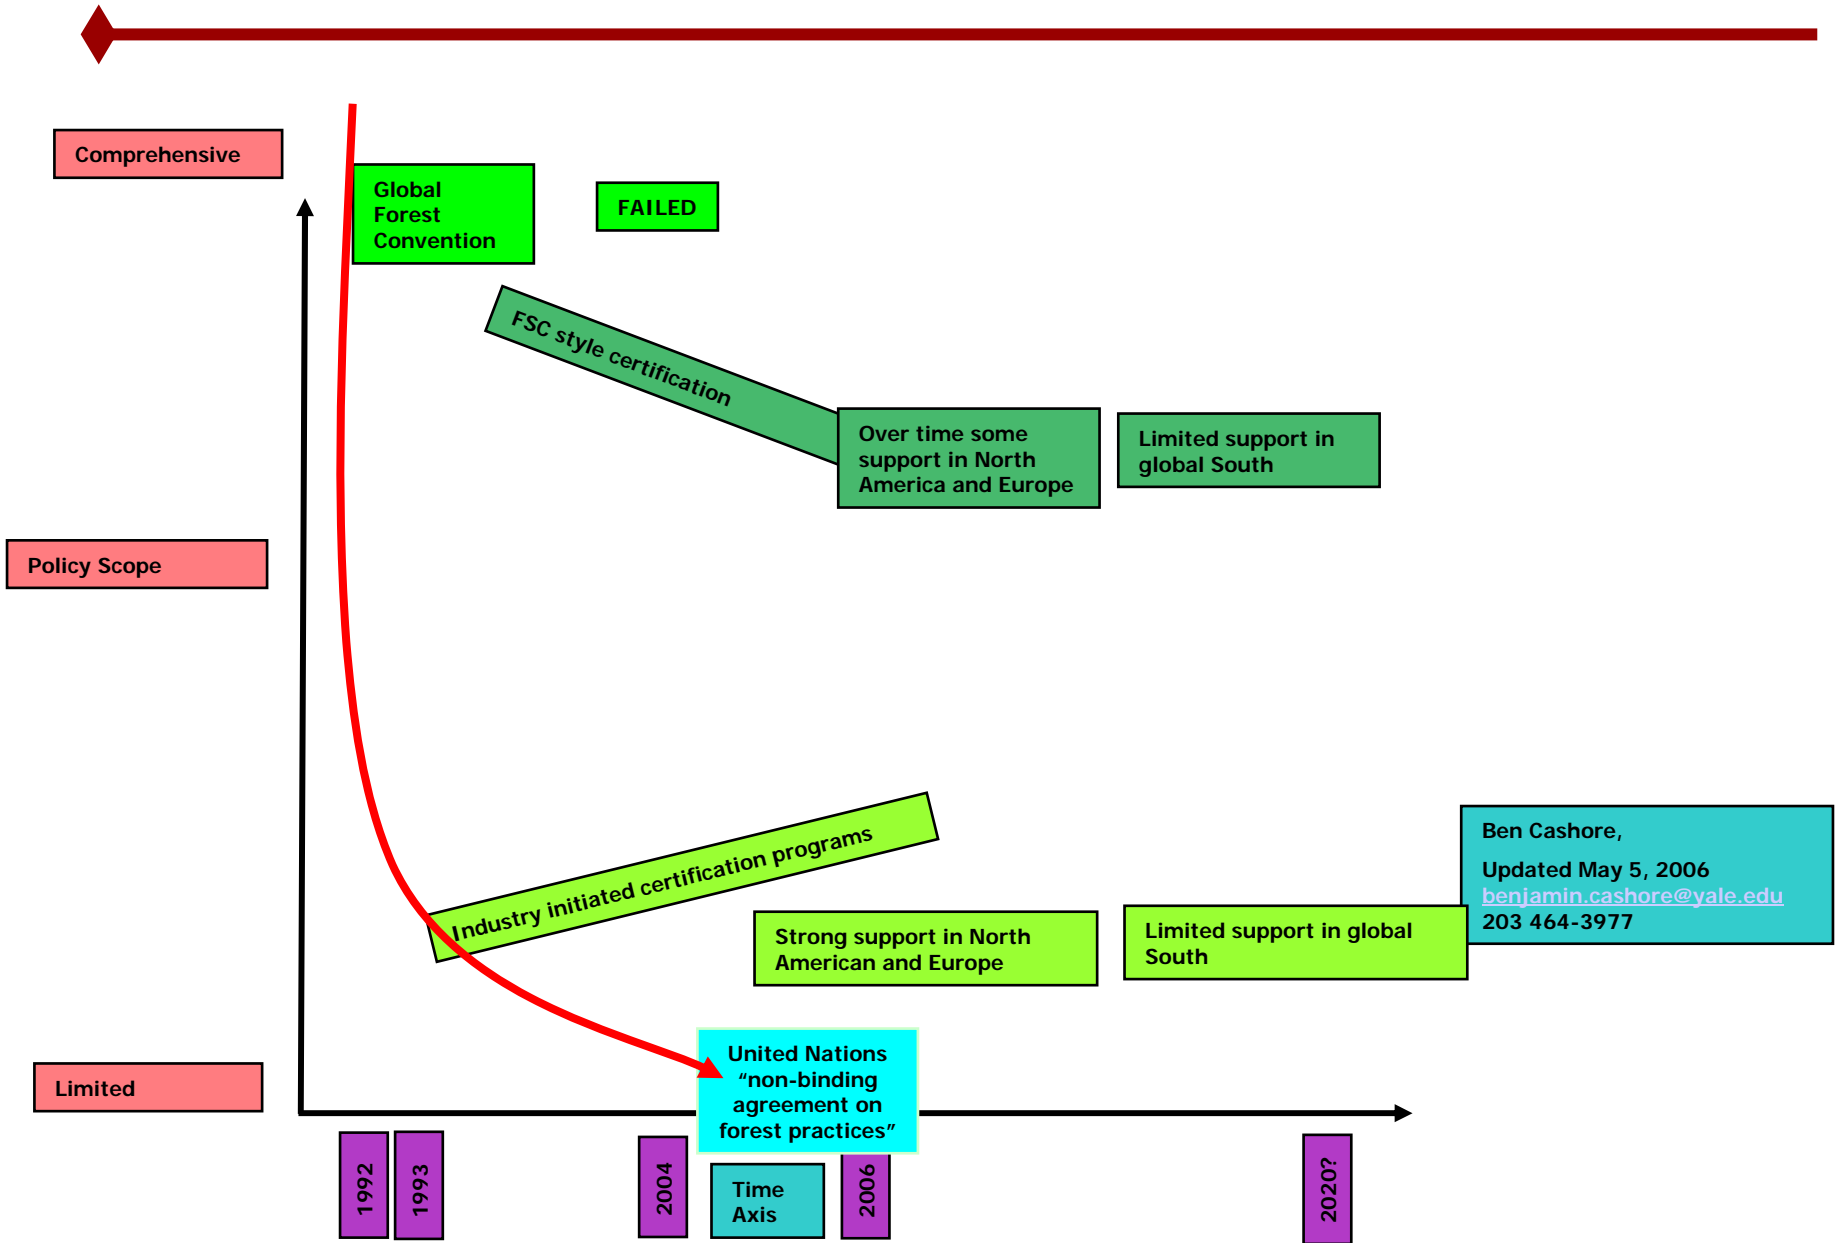 Comprehensive
Global
Forest
Convention
FAILED
FSC style certification
Over time some
support in North
America and Europe
Limited support in
global South
Policy Scope
Industry initiated certification programs
Ben Cashore,
Updated May 5, 2006
benjamin.cashore@yale.edu
203 464-3977
Strong support in North
American and Europe
Limited support in global
South
United Nations
“non-binding
agreement on
forest practices”
Limited
1992
1993
2004
Time
Axis
2006
2020?